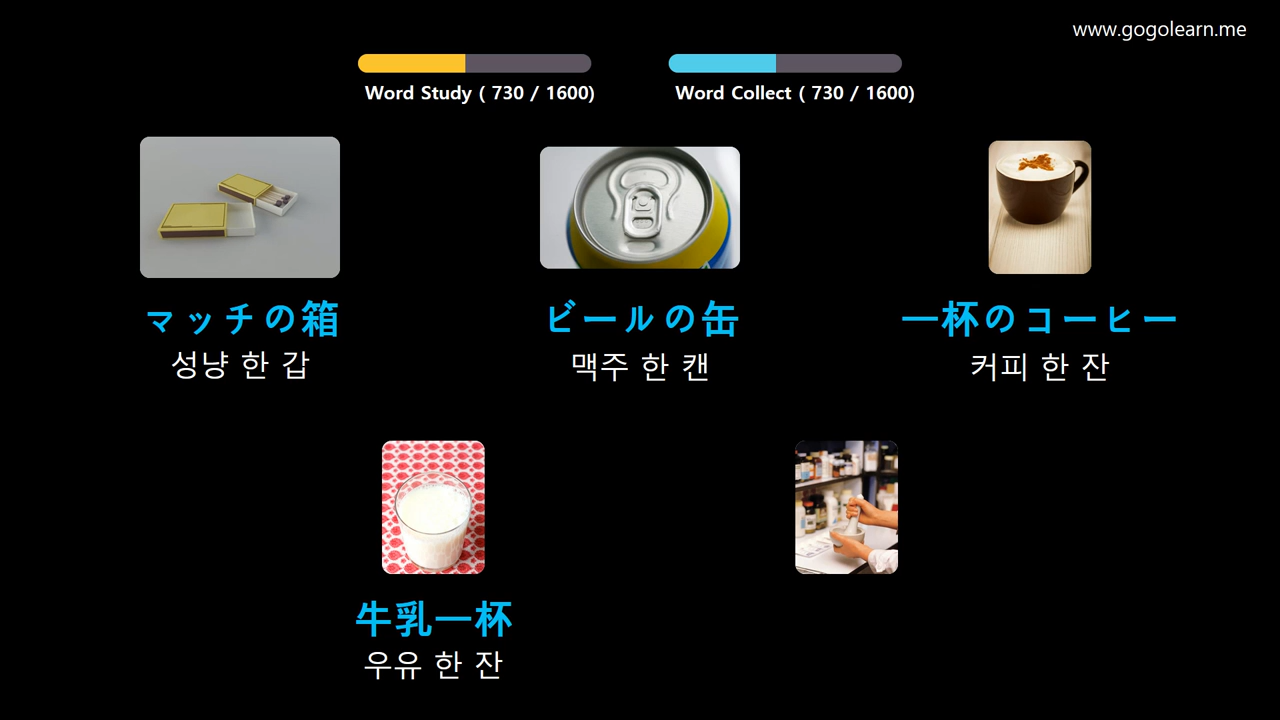 www.gogolearn.me
Word Study ( 730 / 1600)
Word Collect ( 730 / 1600)
マッチの箱
성냥 한 갑
ビールの缶
맥주 한 캔
一杯のコーヒー
커피 한 잔
牛乳一杯
우유 한 잔